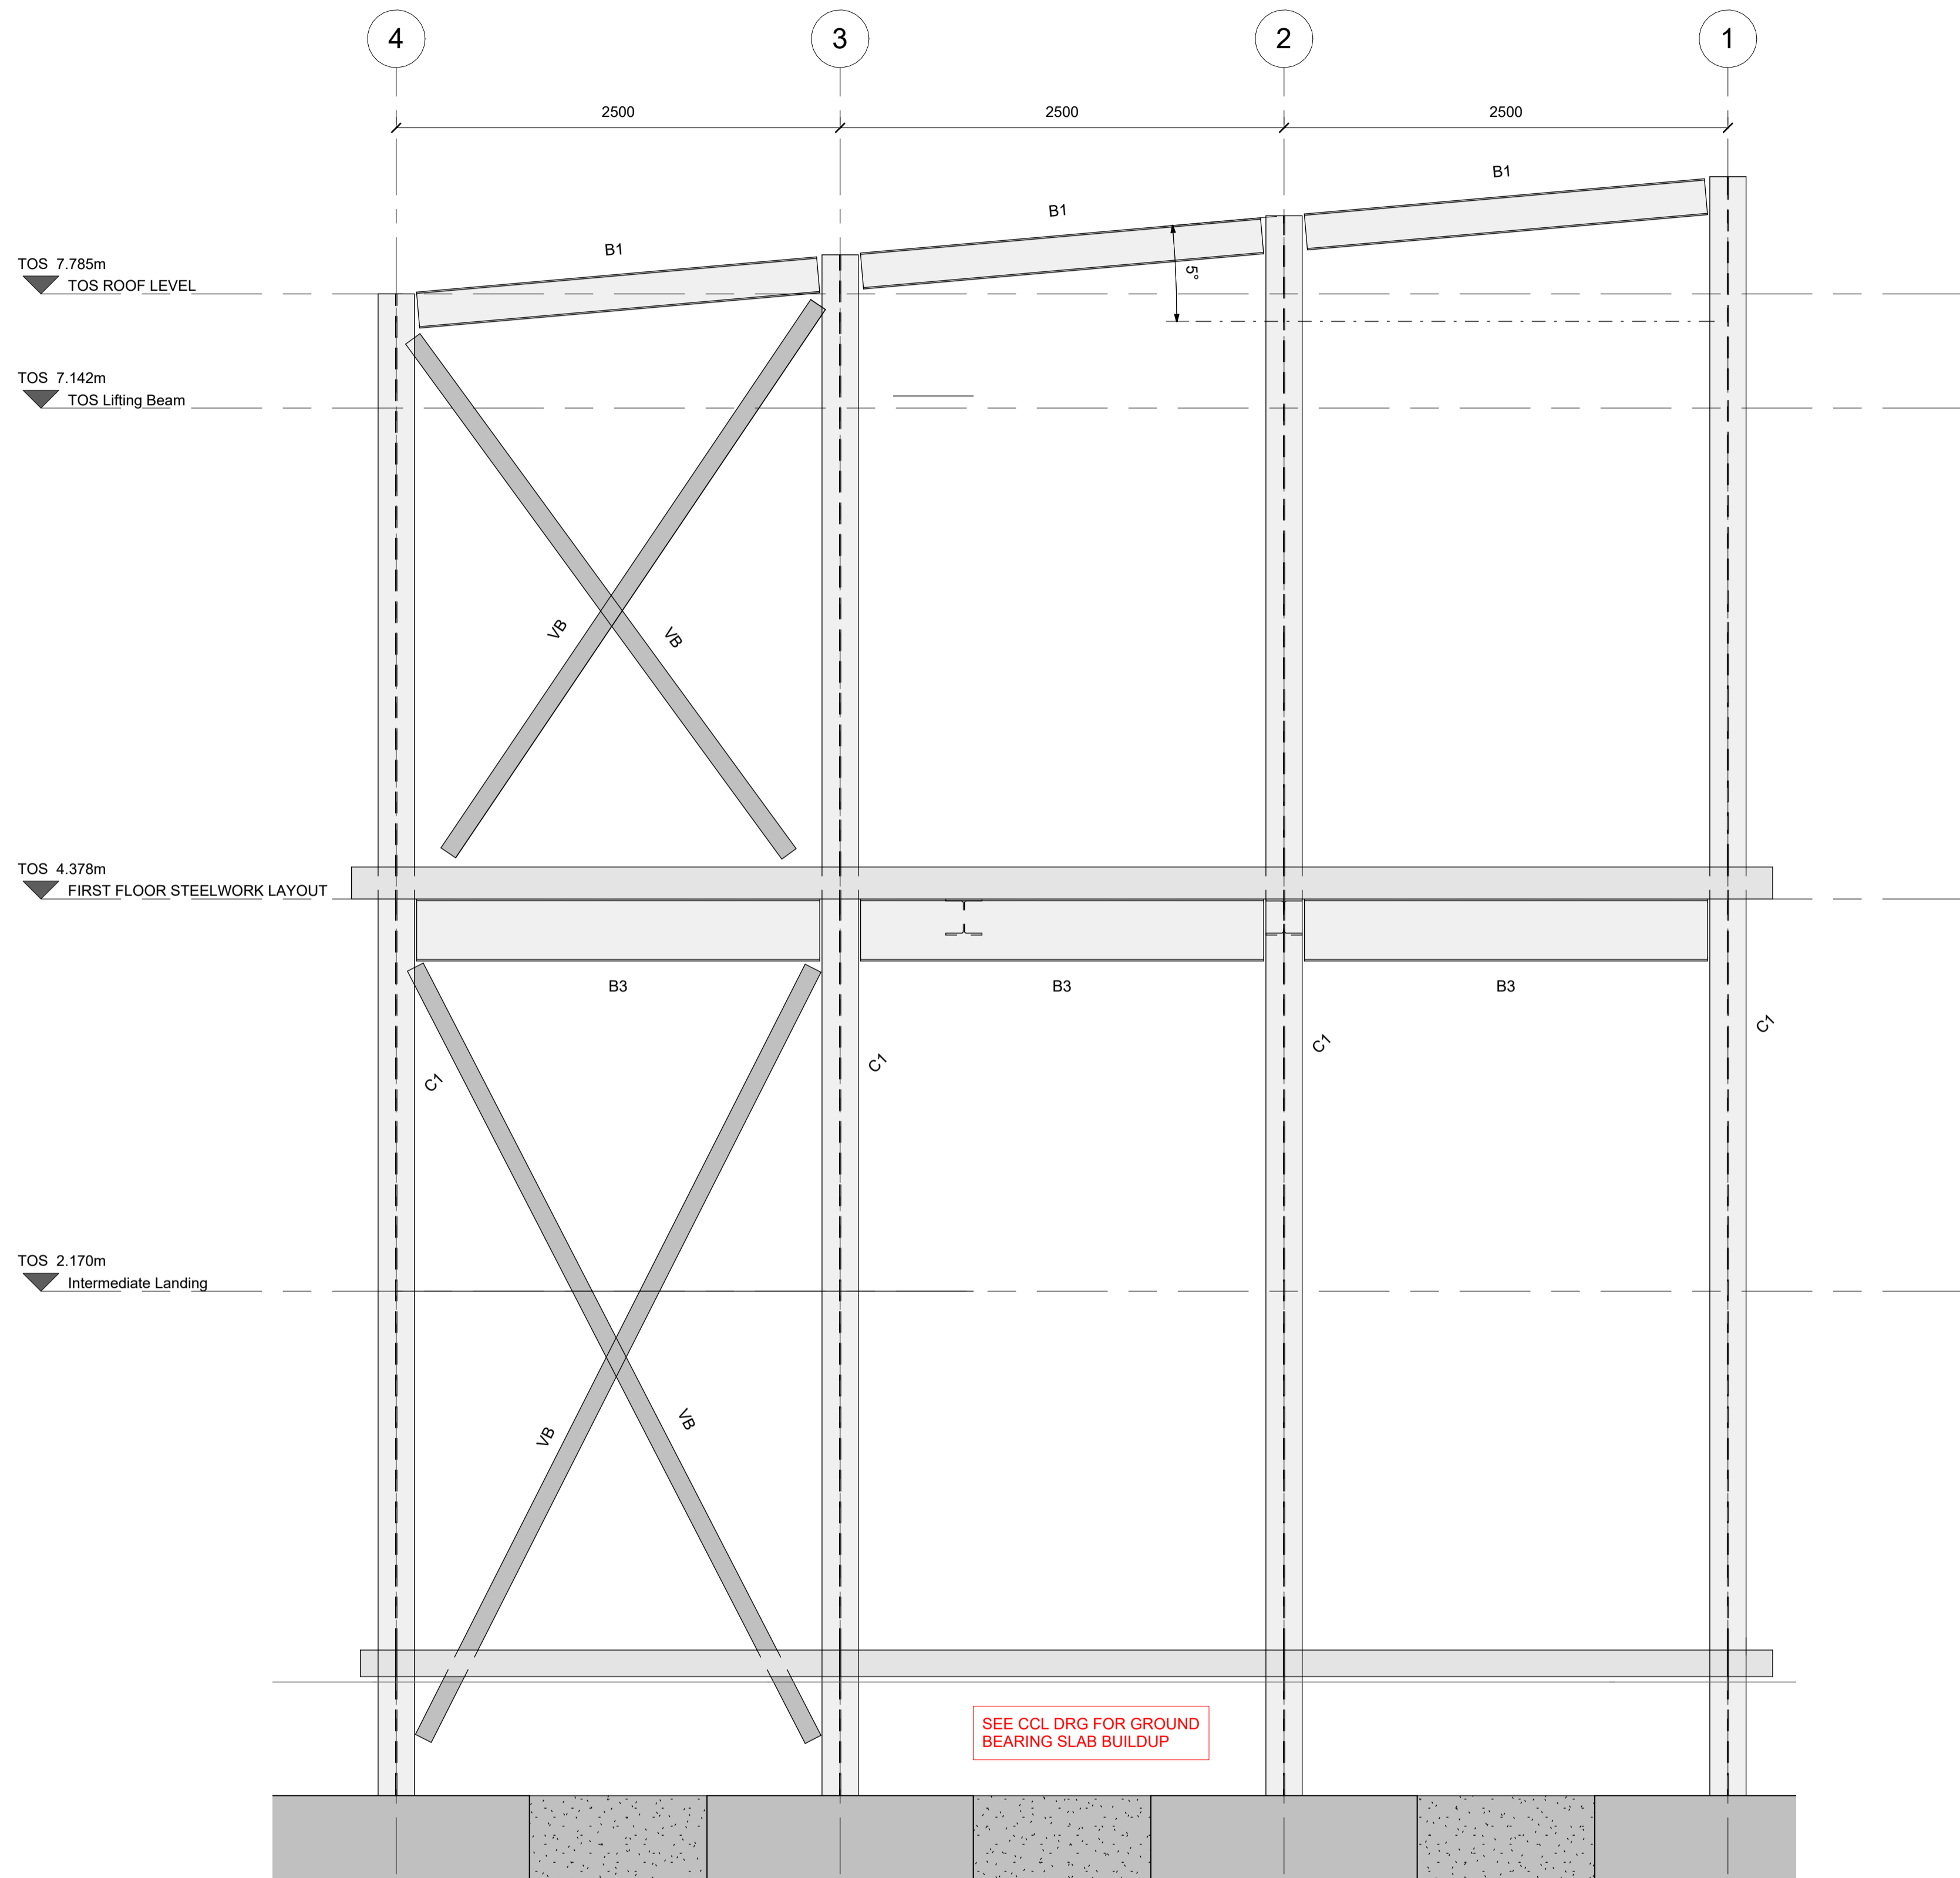 4
3
2
1
2500
2500
2500
B1
B1
B1
5°
TOS 7.785m
TOS ROOF LEVEL
TOS 7.142m
TOS Lifting Beam
VB
VB
TOS 4.378m
FIRST FLOOR STEELWORK LAYOUT
B3
B3
B3
C1
C1
C1
C1
TOS 2.170m
Intermediate Landing
VB
VB
SEE CCL DRG FOR GROUND
BEARING SLAB BUILDUP